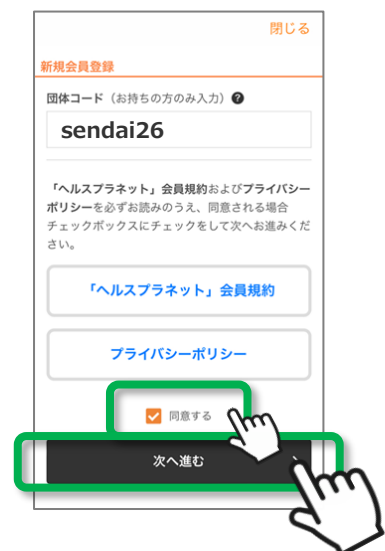 閉じる
新規会員登録
団体コード（お持ちの方のみ入力）?
sendai26
「ヘルスプラネット」会員規約およびプライバシー
ポリシーを必ずお読みのうえ、同意される場合
チェックボックスにチェックをして次へお進みくだ
さい。
「ヘルスプラネット」会員規約
プライバシーポリシー
同意する
次へ進む